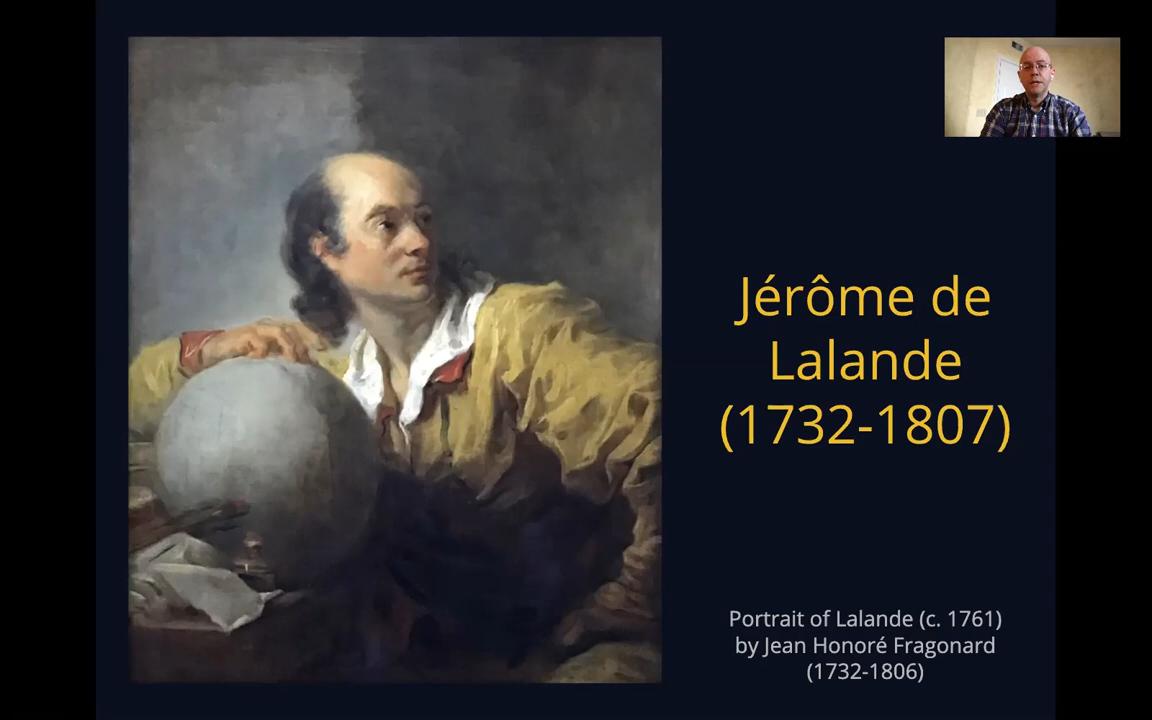 Jérôme de
Lalande
(1732-1807)
Portrait of Lalande (c. 1761)
by Jean Honoré Fragonard
(1732-1806)